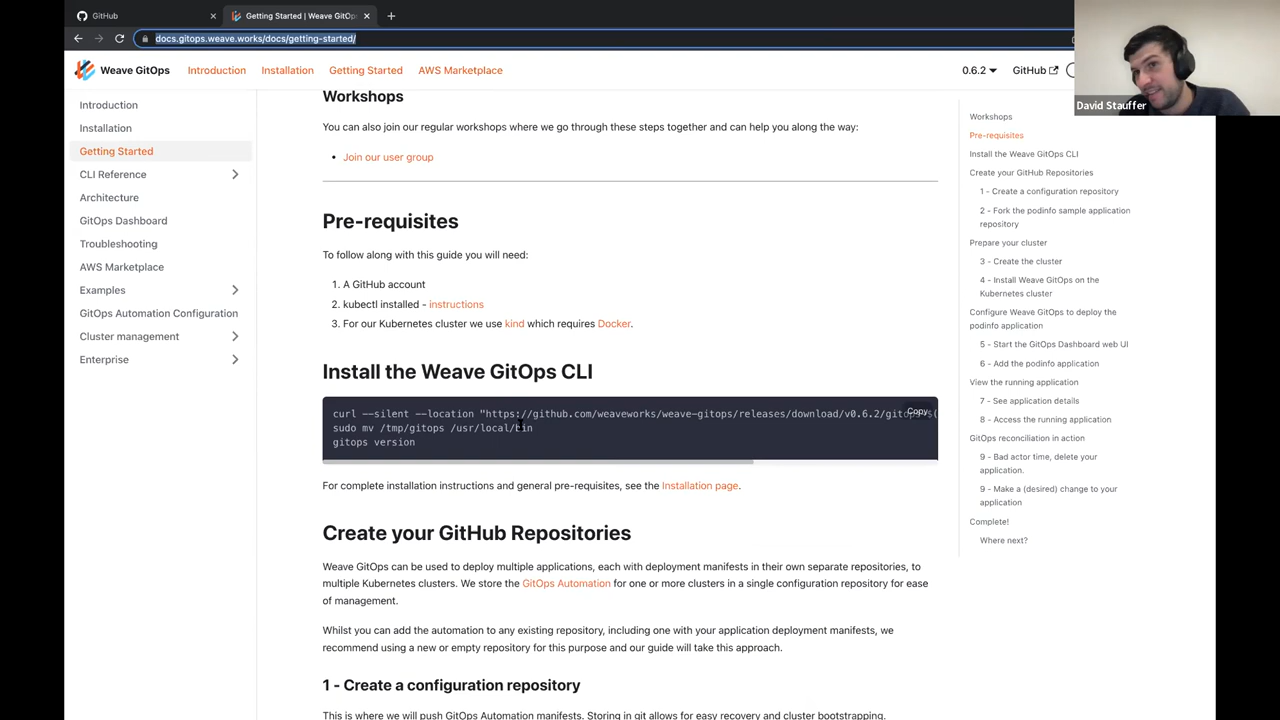 GitHub
Getting Started | Weave GitOps
docs.gitops.weave.works/docs/getting-started/
Weave GitOps
Introduction
Installation
Getting Started
AWS Marketplace
0.6.2
GitHub
David Stauffer
Introduction
Installation
Getting Started
CLI Reference
Architecture
GitOps Dashboard
Troubleshooting
AWS Marketplace
Examples
GitOps Automation Configuration
Cluster management
Enterprise
Workshops
You can also join our regular workshops where we go through these steps together and can help you along the way:
• Join our user group
Pre-requisites
To follow along with this guide you will need:
1. A GitHub account
2. kubectl installed - instructions
3. For our Kubernetes cluster we use kind which requires Docker.
Install the Weave GitOps CLI
curl --silent --location "https://github.com/weaveworks/weave-gitops/releases/download/v0.6.2/gitops-$(
Copy
sudo mv /tmp/gitops /usr/local/bin
gitops version
For complete installation instructions and general pre-requisites, see the Installation page.
Create your GitHub Repositories
Weave GitOps can be used to deploy multiple applications, each with deployment manifests in their own separate repositories, to
multiple Kubernetes clusters. We store the GitOps Automation for one or more clusters in a single configuration repository for ease
of management.
Whilst you can add the automation to any existing repository, including one with your application deployment manifests, we
recommend using a new or empty repository for this purpose and our guide will take this approach.
1 - Create a configuration repository
This is where we will push GitOps Automation manifests. Storing in git allows for easy recovery and cluster bootstrapping.
Workshops
Pre-requisites
Install the Weave GitOps CLI
Create your GitHub Repositories
1 - Create a configuration repository
2 - Fork the podinfo sample application
repository
Prepare your cluster
3 - Create the cluster
4 - Install Weave GitOps on the
Kubernetes cluster
Configure Weave GitOps to deploy the
podinfo application
5 - Start the GitOps Dashboard web UI
6 - Add the podinfo application
View the running application
7 - See application details
8 - Access the running application
GitOps reconciliation in action
9 - Bad actor time, delete your
application.
9 - Make a (desired) change to your
application
Complete!
Where next?